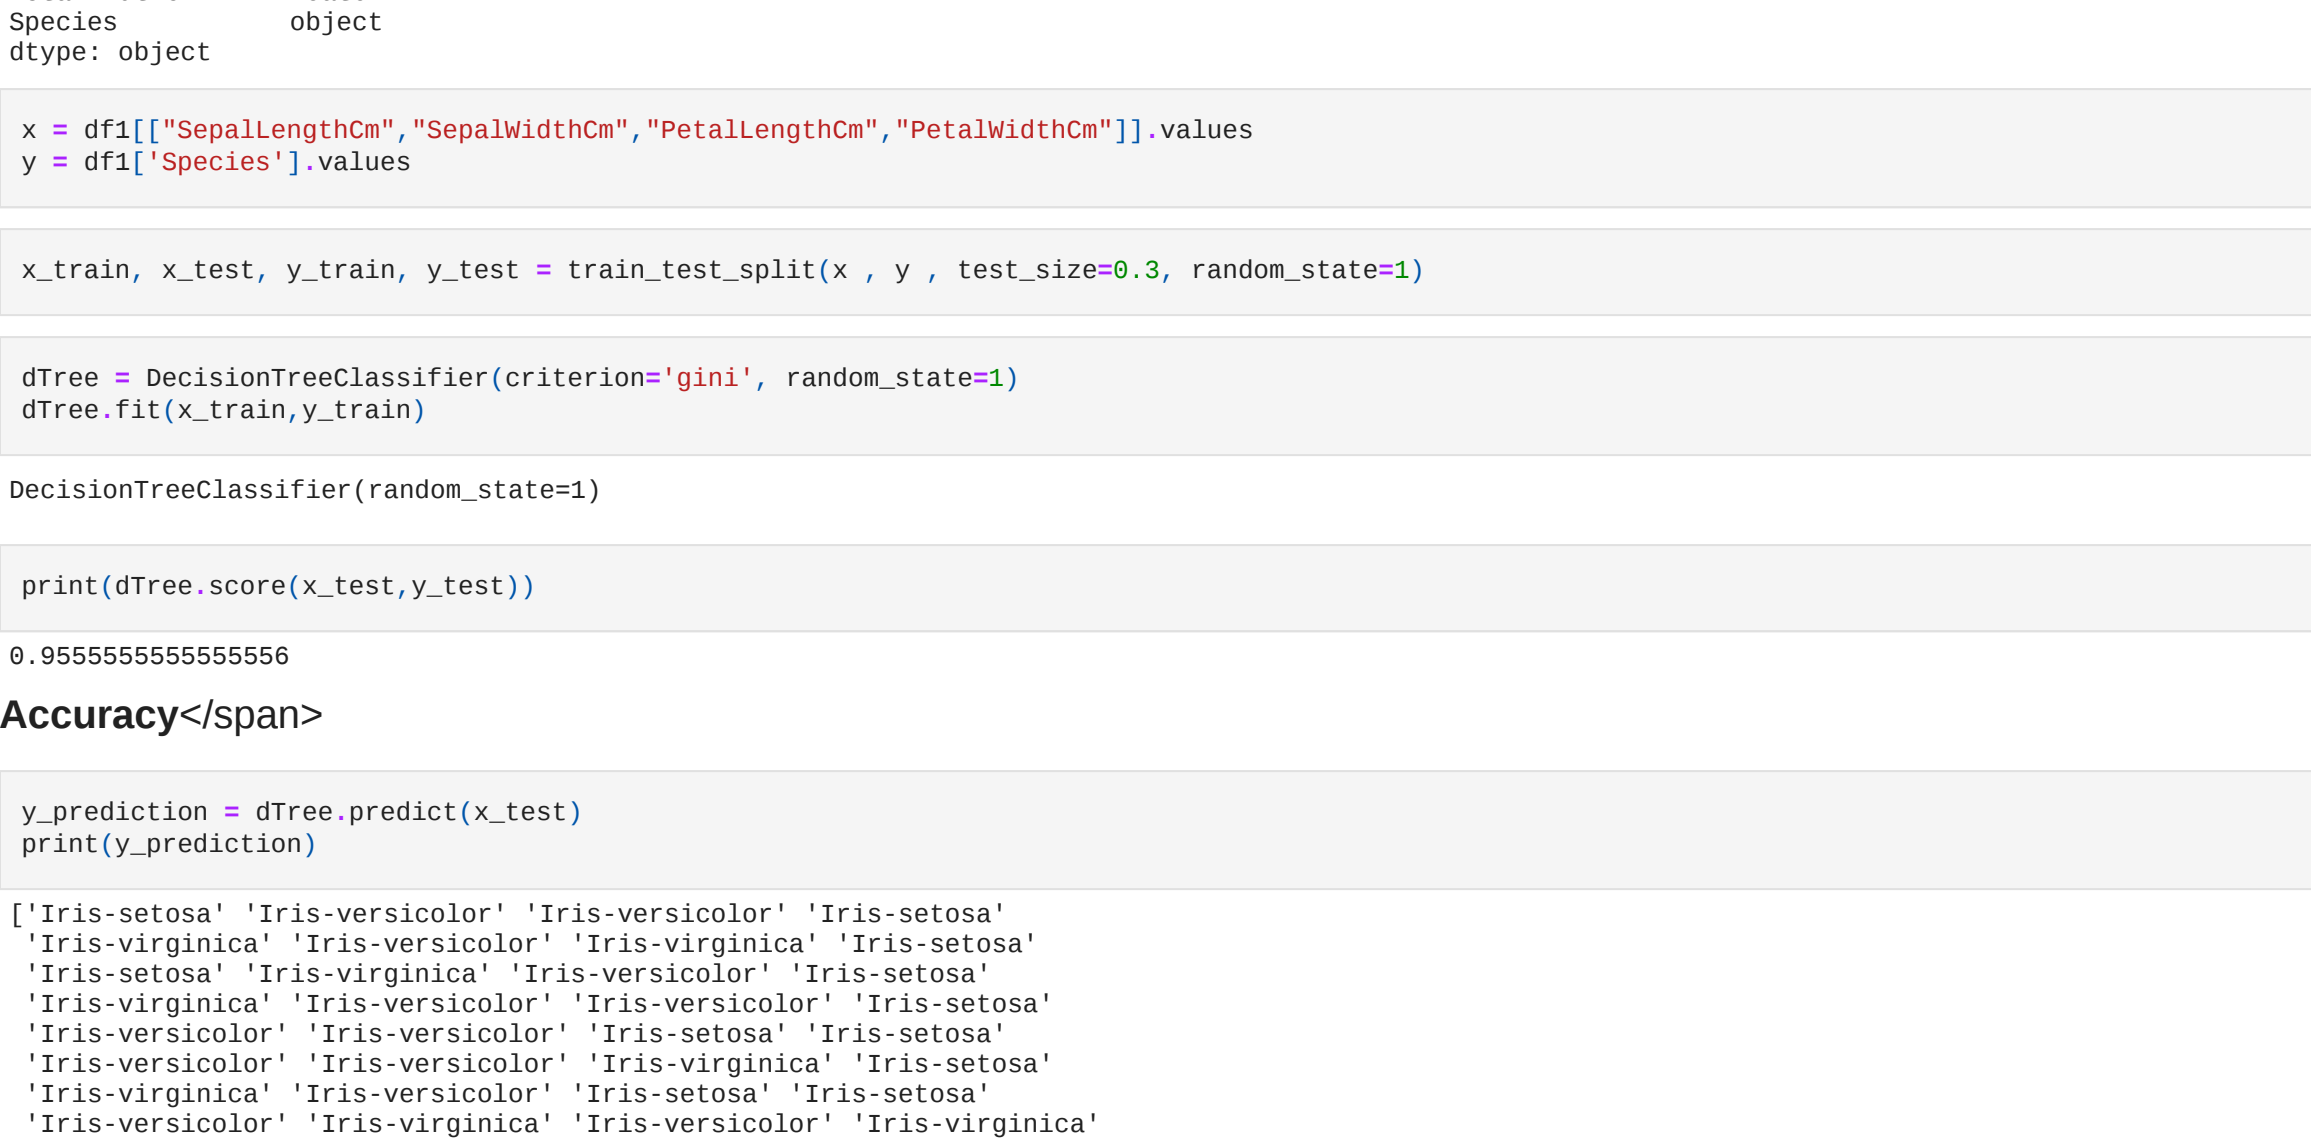 Species           object
dtype: object
x = df1[["SepalLengthCm","SepalWidthCm","PetalLengthCm","PetalWidthCm"]].values
y = df1['Species'].values
x_train, x_test, y_train, y_test = train_test_split(x , y , test_size=0.3, random_state=1)
dTree = DecisionTreeClassifier(criterion='gini', random_state=1)
dTree.fit(x_train,y_train)
DecisionTreeClassifier(random_state=1)
print(dTree.score(x_test,y_test))
0.9555555555555556
Accuracy</span>
y_prediction = dTree.predict(x_test)
print(y_prediction)
['Iris-setosa' 'Iris-versicolor' 'Iris-versicolor' 'Iris-setosa'
 'Iris-virginica' 'Iris-versicolor' 'Iris-virginica' 'Iris-setosa'
 'Iris-setosa' 'Iris-virginica' 'Iris-versicolor' 'Iris-setosa'
 'Iris-virginica' 'Iris-versicolor' 'Iris-versicolor' 'Iris-setosa'
 'Iris-versicolor' 'Iris-versicolor' 'Iris-setosa' 'Iris-setosa'
 'Iris-versicolor' 'Iris-versicolor' 'Iris-virginica' 'Iris-setosa'
 'Iris-virginica' 'Iris-versicolor' 'Iris-setosa' 'Iris-setosa'
 'Iris-versicolor' 'Iris-virginica' 'Iris-versicolor' 'Iris-virginica'